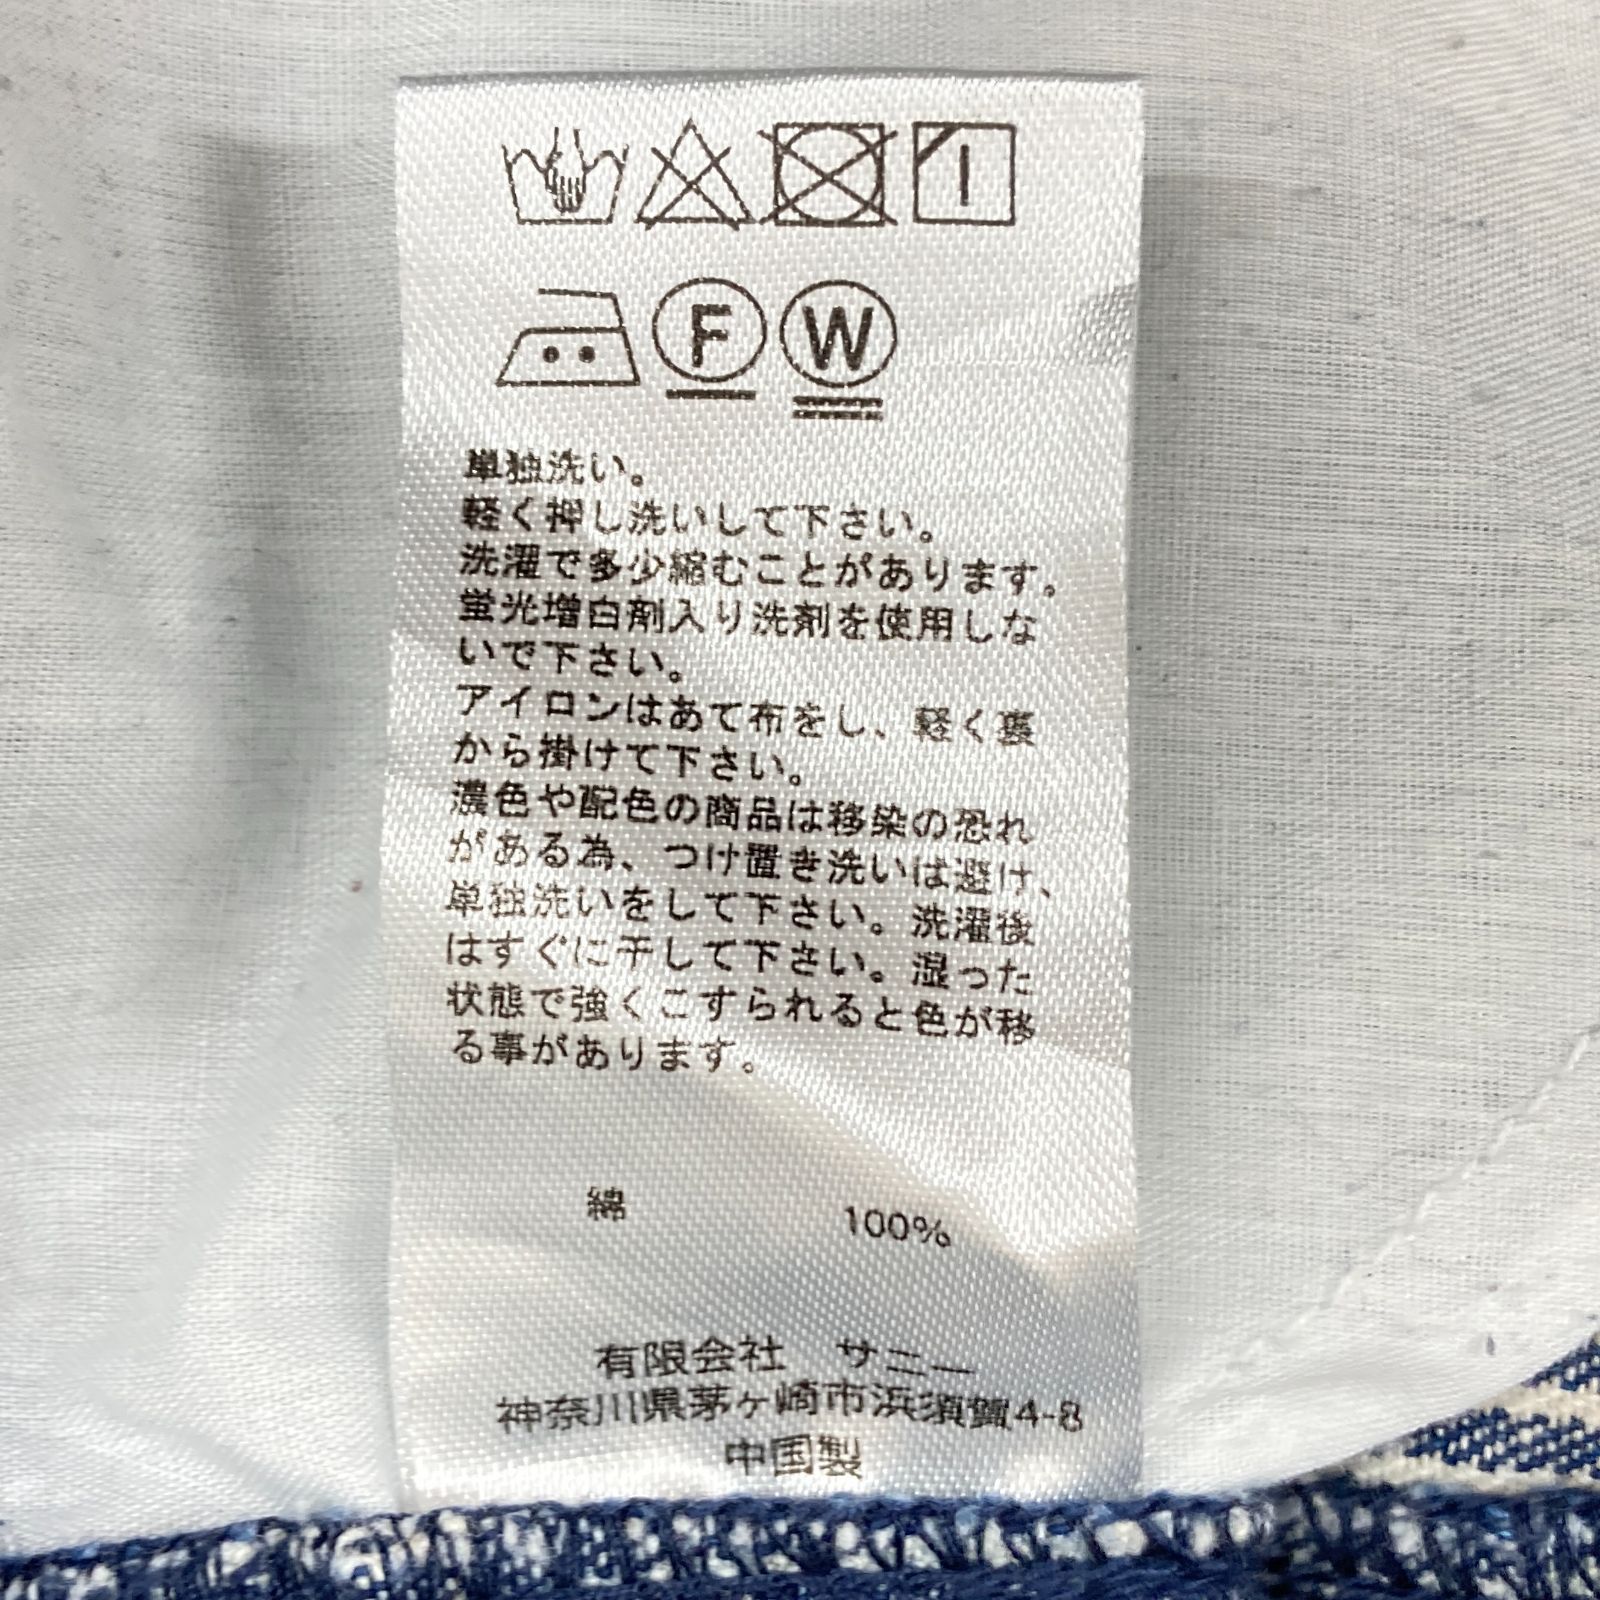 F W
単独洗い。
軽く押し洗いして下さい。
洗濯で多少縮むことがあります。
蛍光増白剤入り洗剤を使用しな
いで下さい。
アイロンはあて布をし、軽く裏
から掛けて下さい。
濃色や配色の商品は移染の恐れ
がある為、つけ置き洗いは避け、
単独洗いをして下さい。洗濯後
はすぐに干して下さい。湿った
状態で強くこすられると色が移
る事があります。
綿 100%
有限会社 サニー
神奈川県茅ヶ崎市浜須賀4-8
中国製